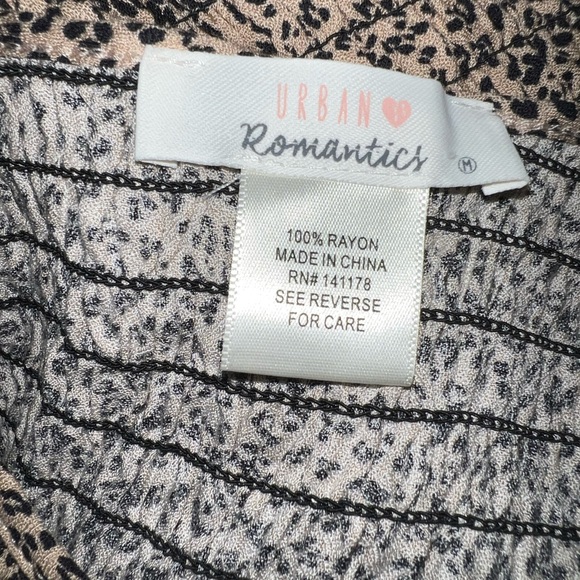 URBAN
Romantics M
100% RAYON
MADE IN CHINA
RN# 141178
SEE REVERSE
FOR CARE